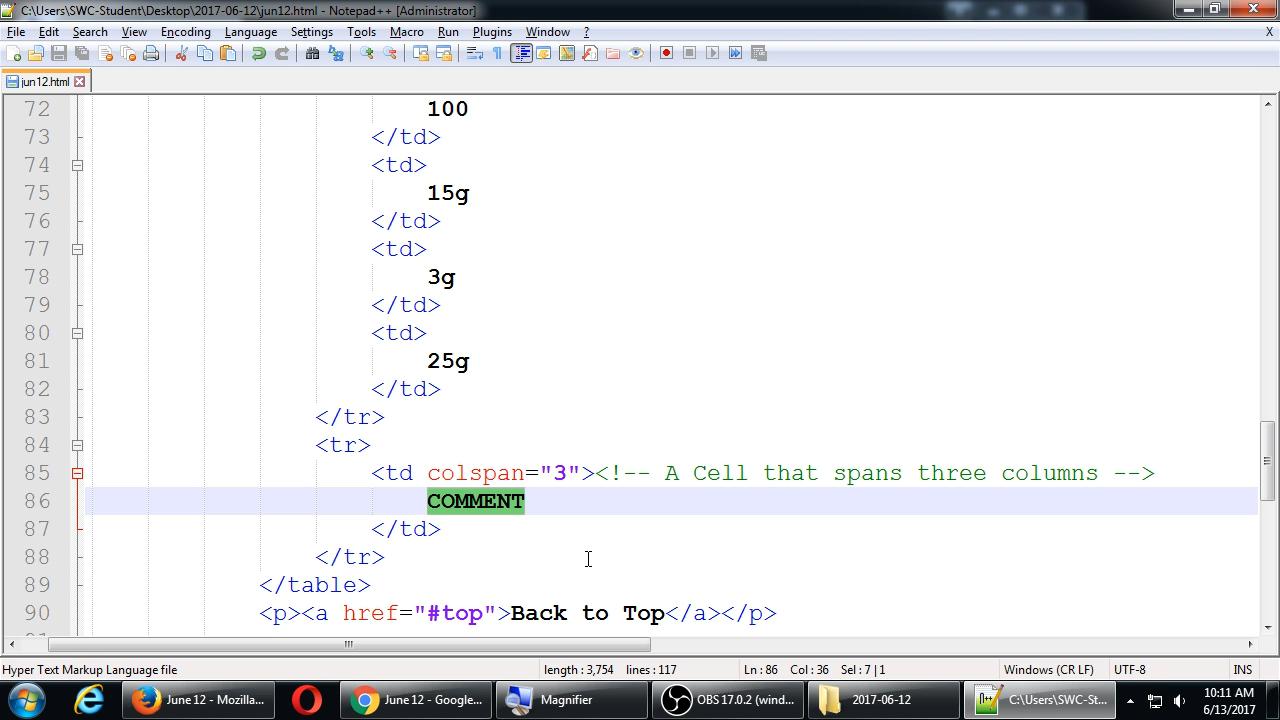 C:\Users\SWC-Student\Desktop\2017-06-12\jun12.html - Notepad++ [Administrator]
File Edit Search View Encoding Language Settings Tools Macro Run Plugins Window ? X
jun12.html
72 100
73 </td>
74 <td>
75 15g
76 </td>
77 <td>
78 3g
79 </td>
80 <td>
81 25g
82 </td>
83 </tr>
84 <tr>
85 <td colspan="3"><!-- A Cell that spans three columns -->
86 COMMENT
87 </td>
88 </tr>
89 </table>
90 <p><a href="#top">Back to Top</a></p>
Hyper Text Markup Language file length : 3,754 lines : 117 Ln : 86 Col : 36 Sel : 7 | 1 Windows (CR LF) UTF-8 INS
June 12 - Mozilla... June 12 - Google... Magnifier OBS 17.0.2 (wind... 2017-06-12 C:\Users\SWC-St... 10:11 AM
6/13/2017